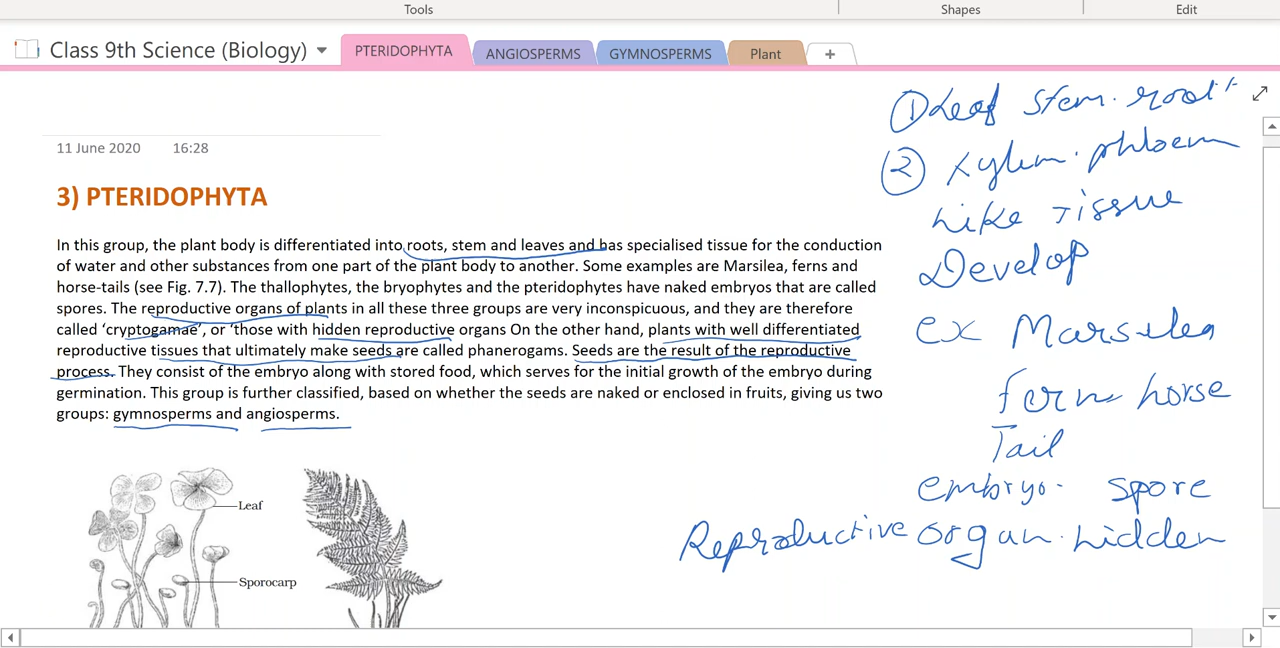 Tools Shapes Edit
Class 9th Science (Biology) PTERIDOPHYTA ANGIOSPERMS GYMNOSPERMS Plant +
11 June 2020 16:28
3) PTERIDOPHYTA
In this group, the plant body is differentiated into roots, stem and leaves and has specialised tissue for the conduction
of water and other substances from one part of the plant body to another. Some examples are Marsilea, ferns and
horse-tails (see Fig. 7.7). The thallophytes, the bryophytes and the pteridophytes have naked embryos that are called
spores. The reproductive organs of plants in all these three groups are very inconspicuous, and they are therefore
called ‘cryptogamae’, or ‘those with hidden reproductive organs On the other hand, plants with well differentiated
reproductive tissues that ultimately make seeds are called phanerogams. Seeds are the result of the reproductive
process. They consist of the embryo along with stored food, which serves for the initial growth of the embryo during
germination. This group is further classified, based on whether the seeds are naked or enclosed in fruits, giving us two
groups: gymnosperms and angiosperms.
Leaf
Sporocarp
① Leaf stem. root
② Xylem. phloem
Like Tissue
Develop
ex Marsilea
fern horse
Tail
embryo. spore
Reproductive organ. hidden